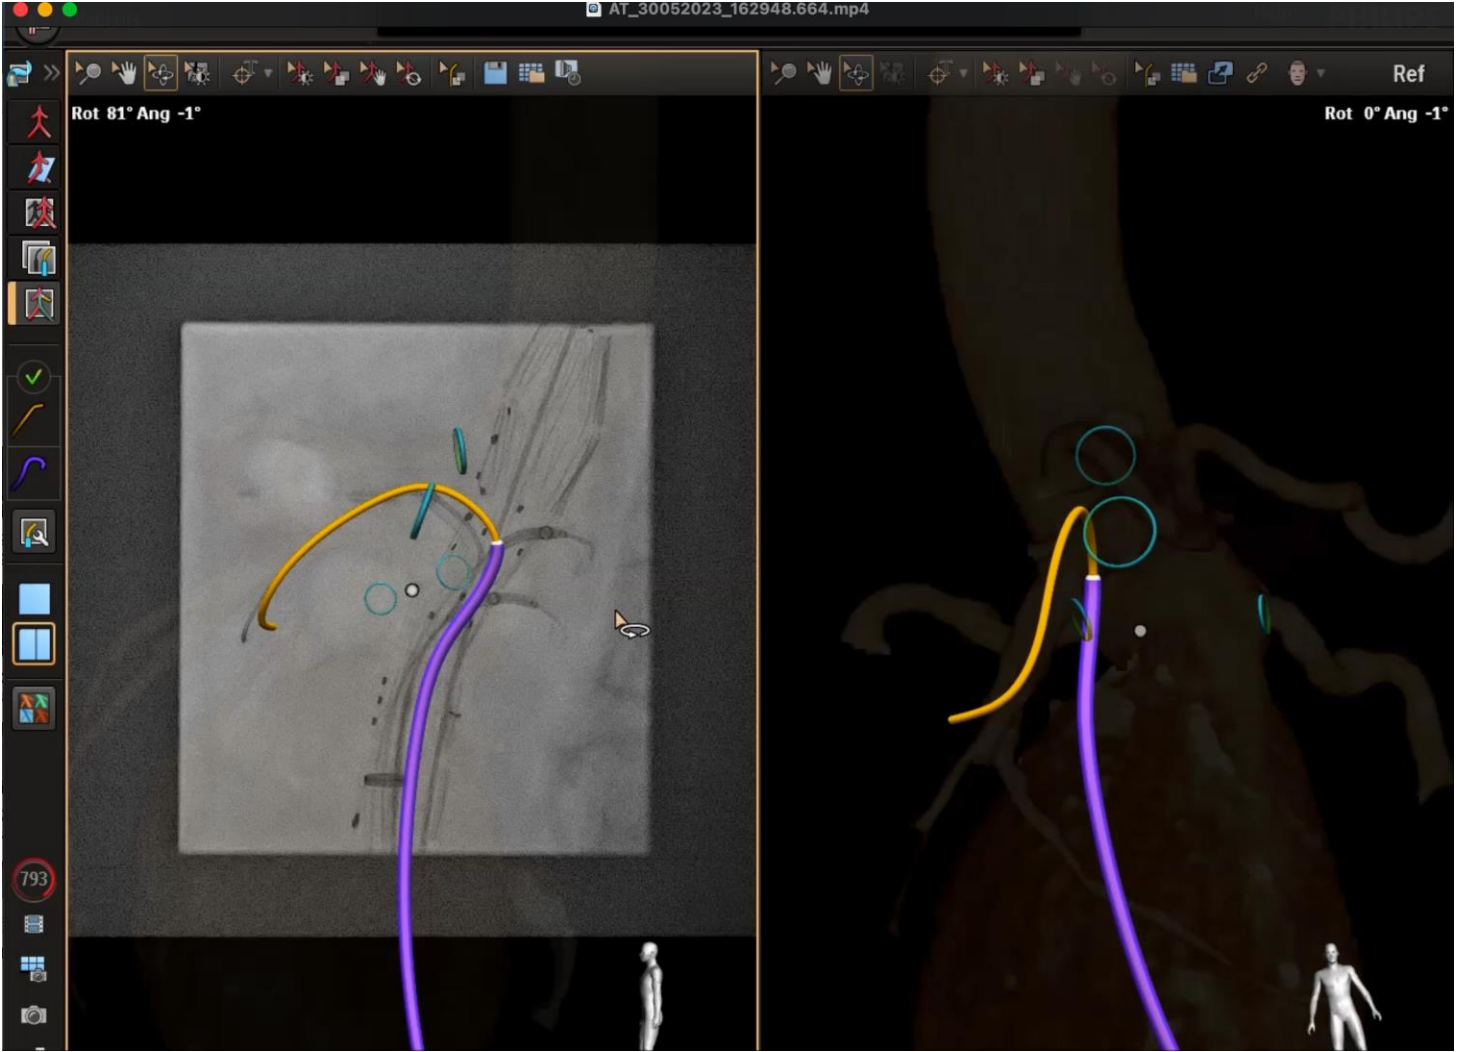 AT_30052023_162948.664.mp4
Ref
Rot 81° Ang -1°
Rot 0° Ang -1°
793